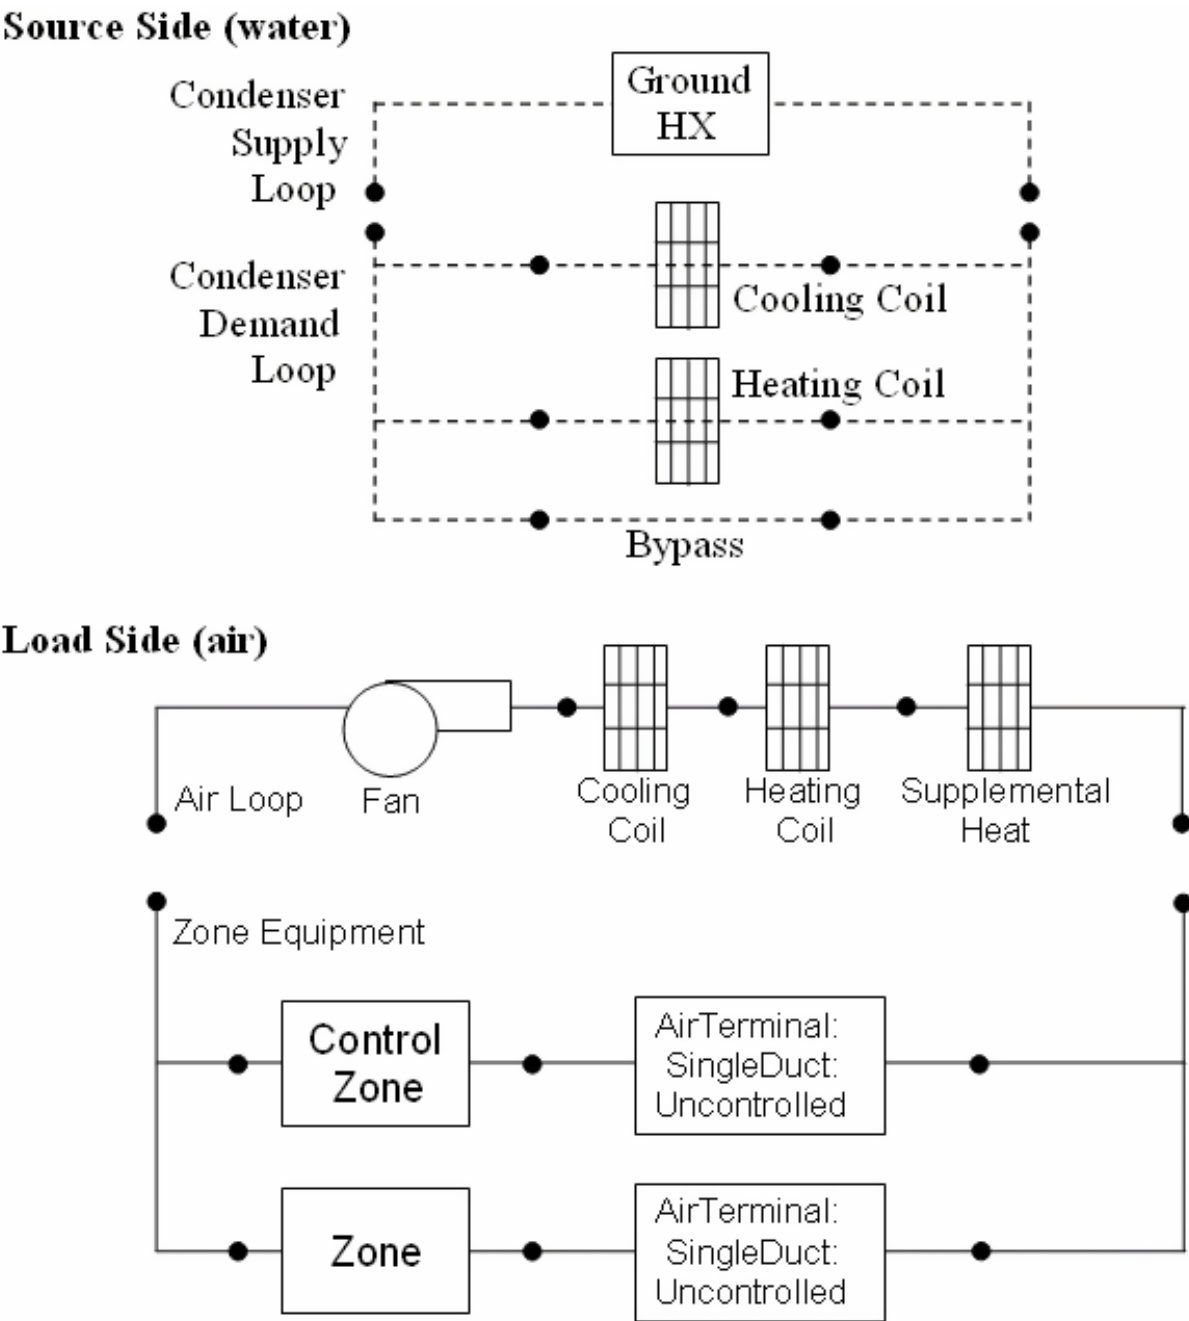 Source Side (water)
Condenser
Supply
Loop
Ground
HX
Condenser
Demand
Loop
Cooling Coil
Heating Coil
Bypass
Load Side (air)
Air Loop
Fan
Cooling
Coil
Heating
Coil
Supplemental
Heat
Zone Equipment
Control
Zone
AirTerminal:
SingleDuct:
Uncontrolled
Zone
AirTerminal:
SingleDuct:
Uncontrolled